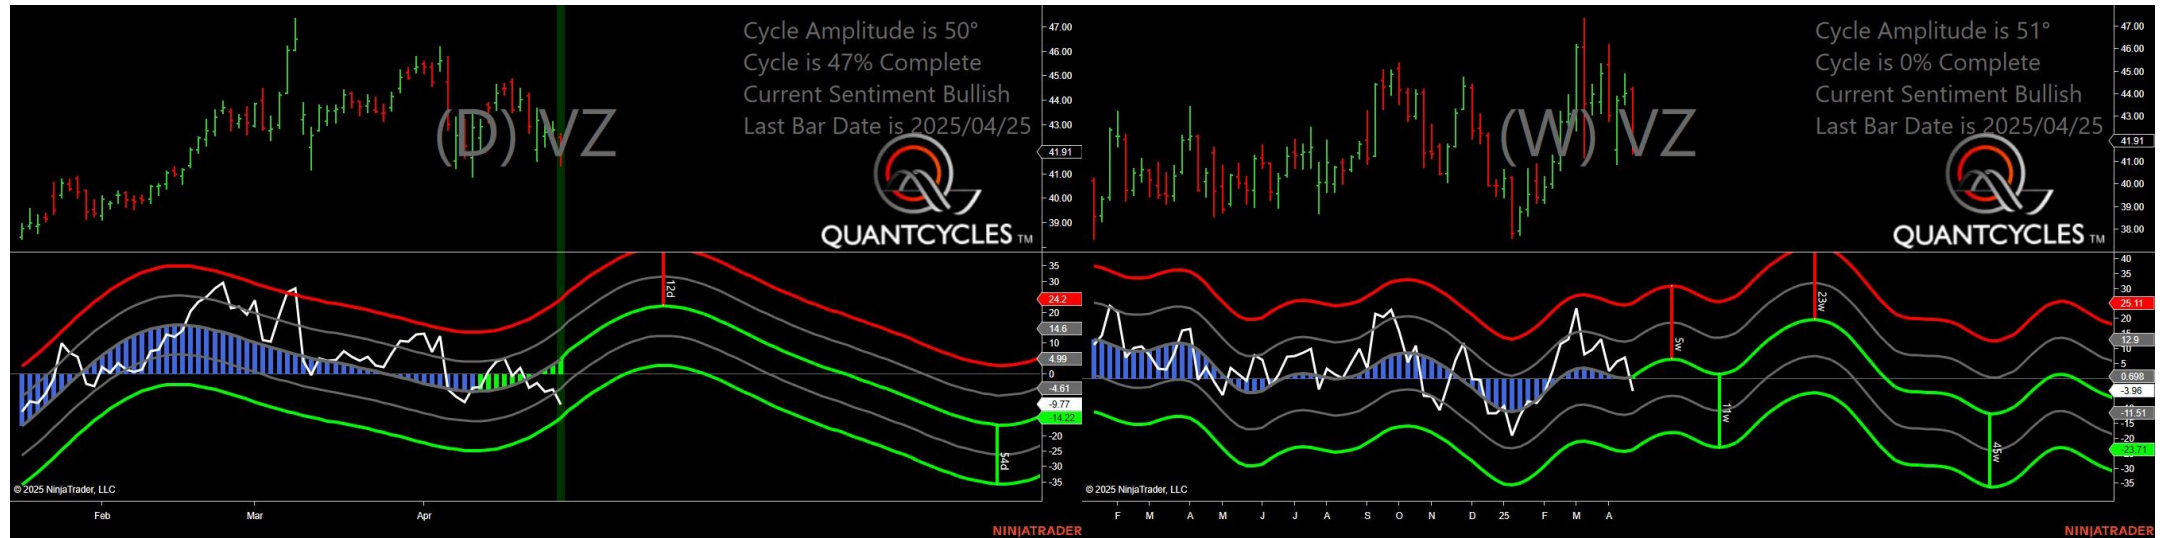 Cycle Amplitude is 50°
Cycle is 47% Complete
Current Sentiment Bullish
Last Bar Date is 2025/04/25
(D) VZ
QUANTCYCLES TM
47.00
46.00
45.00
44.00
43.00
41.91
41.00
40.00
39.00
12d
54d
35
30
24.2
20
14.6
10
4.99
0
-4.61
-9.77
-14.22
-20
-25
-30
-35
© 2025 NinjaTrader, LLC
Feb Mar Apr
NINJATRADER
Cycle Amplitude is 51°
Cycle is 0% Complete
Current Sentiment Bullish
Last Bar Date is 2025/04/25
(W) VZ
QUANTCYCLES TM
47.00
46.00
45.00
44.00
43.00
41.91
41.00
40.00
39.00
38.00
5w
11w
23w
45w
40
35
30
25.11
20
12.9
10
5
0.698
-3.96
-11.51
-15
-20
-23.71
-30
-35
© 2025 NinjaTrader, LLC
F M A M J J A S O N D 25 F M A
NINJATRADER